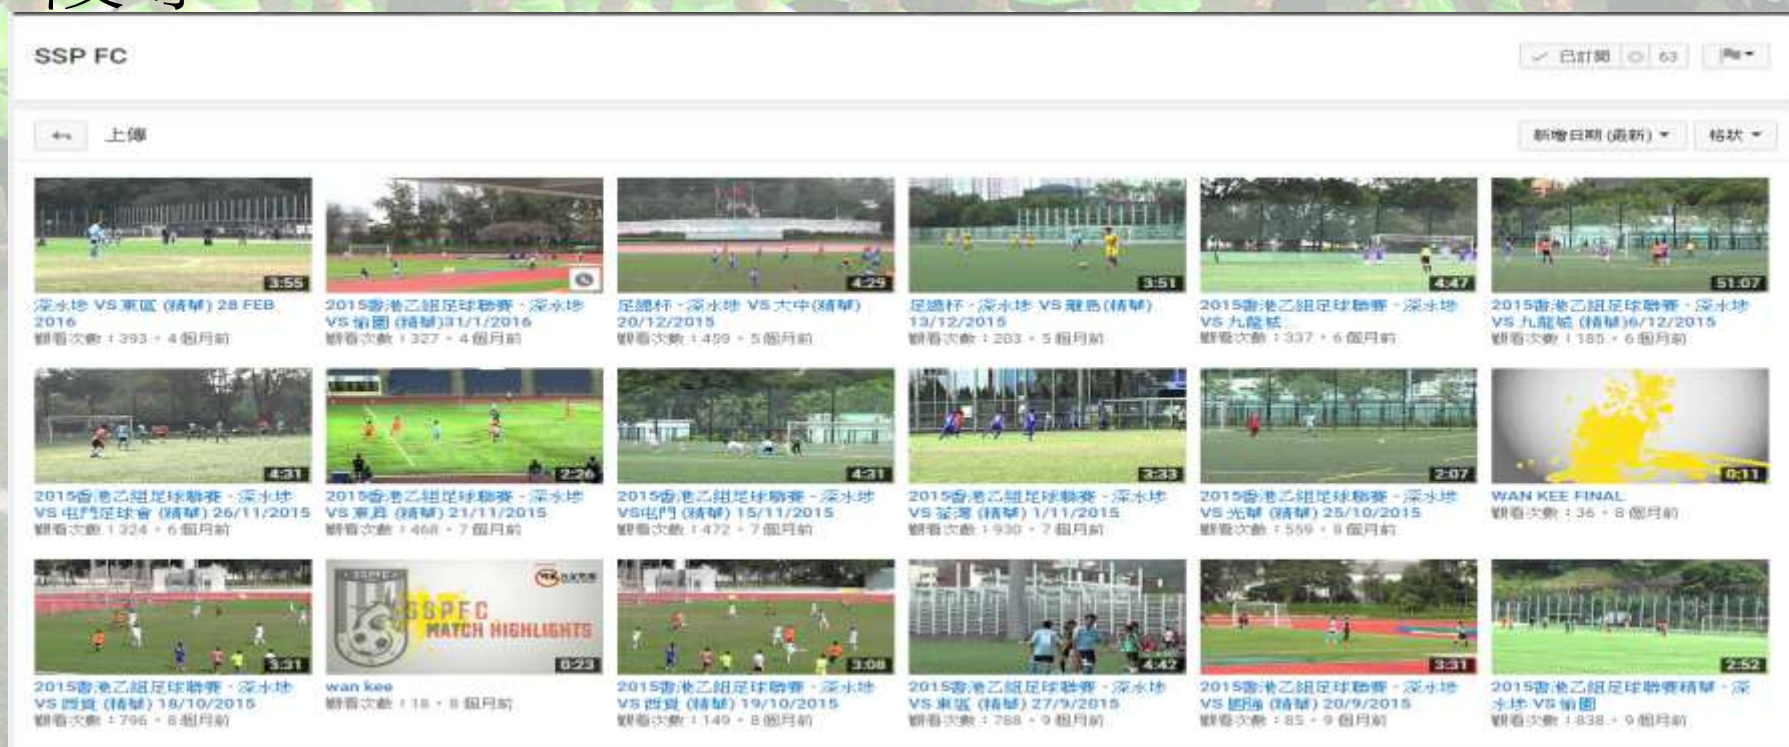 SSP FC
已訂閱 63
上傳
新增日期 (最新)
格狀
3:55
深水埗 VS 東區 (精華) 28 FEB
2016
觀看次數：393 • 4 個月前
2015香港乙組足球聯賽 - 深水埗
VS 愉園 (精華)31/1/2016
觀看次數：327 • 4 個月前
4:29
足總杯 - 深水埗 VS 大中(精華)
20/12/2015
觀看次數：459 • 5 個月前
3:51
足總杯 - 深水埗 VS 離島(精華)
13/12/2015
觀看次數：203 • 5 個月前
4:47
2015香港乙組足球聯賽 - 深水埗
VS 九龍城
觀看次數：337 • 6 個月前
51:07
2015香港乙組足球聯賽 - 深水埗
VS 九龍城 (精華)6/12/2015
觀看次數：185 • 6 個月前
4:31
2015香港乙組足球聯賽 - 深水埗
VS 屯門足球會 (精華) 26/11/2015
觀看次數：324 • 6 個月前
2:26
2015香港乙組足球聯賽 - 深水埗
VS 東昇 (精華) 21/11/2015
觀看次數：468 • 7 個月前
4:31
2015香港乙組足球聯賽 - 深水埗
VS屯門 (精華) 15/11/2015
觀看次數：472 • 7 個月前
3:33
2015香港乙組足球聯賽 - 深水埗
VS 荃灣 (精華) 1/11/2015
觀看次數：930 • 7 個月前
2:07
2015香港乙組足球聯賽 - 深水埗
VS 光華 (精華) 25/10/2015
觀看次數：559 • 8 個月前
0:11
WAN KEE FINAL
觀看次數：36 • 8 個月前
3:31
2015香港乙組足球聯賽 - 深水埗
VS 西貢 (精華) 18/10/2015
觀看次數：796 • 8 個月前
SSPFC
SSPFC
MATCH HIGHLIGHTS
0:23
wan kee
觀看次數：18 • 8 個月前
3:08
2015香港乙組足球聯賽 - 深水埗
VS 西貢 (精華) 19/10/2015
觀看次數：149 • 8 個月前
4:42
2015香港乙組足球聯賽 - 深水埗
VS 東區 (精華) 27/9/2015
觀看次數：788 • 9 個月前
3:31
2015香港乙組足球聯賽 - 深水埗
VS 國強 (精華) 20/9/2015
觀看次數：85 • 9 個月前
2:52
2015香港乙組足球聯賽精華 - 深
水埗 VS 愉園
觀看次數：838 • 9 個月前